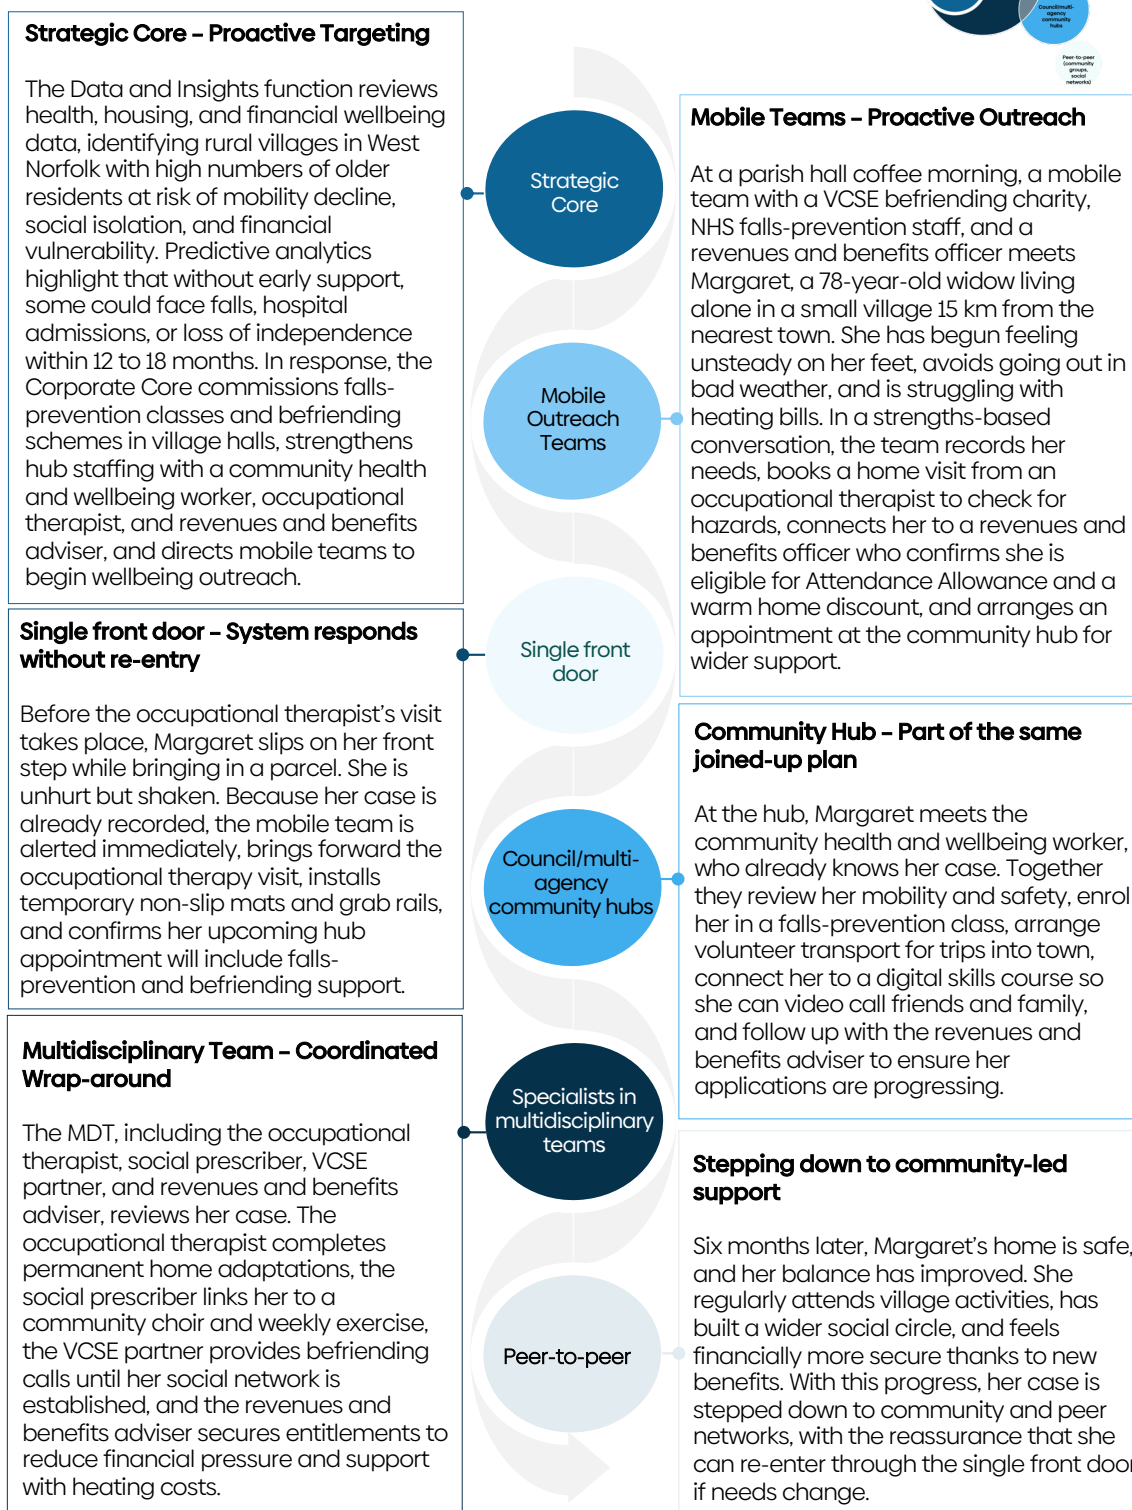 Council/multi-
agency
community
hubs
Peer-to-peer
(community
groups,
social
networks)
Strategic Core – Proactive Targeting
The Data and Insights function reviews
health, housing, and financial wellbeing
data, identifying rural villages in West
Norfolk with high numbers of older
residents at risk of mobility decline,
social isolation, and financial
vulnerability. Predictive analytics
highlight that without early support,
some could face falls, hospital
admissions, or loss of independence
within 12 to 18 months. In response, the
Corporate Core commissions falls-
prevention classes and befriending
schemes in village halls, strengthens
hub staffing with a community health
and wellbeing worker, occupational
therapist, and revenues and benefits
adviser, and directs mobile teams to
begin wellbeing outreach.
Strategic
Core
Mobile Teams – Proactive Outreach
At a parish hall coffee morning, a mobile
team with a VCSE befriending charity,
NHS falls-prevention staff, and a
revenues and benefits officer meets
Margaret, a 78-year-old widow living
alone in a small village 15 km from the
nearest town. She has begun feeling
unsteady on her feet, avoids going out in
bad weather, and is struggling with
heating bills. In a strengths-based
conversation, the team records her
needs, books a home visit from an
occupational therapist to check for
hazards, connects her to a revenues and
benefits officer who confirms she is
eligible for Attendance Allowance and a
warm home discount, and arranges an
appointment at the community hub for
wider support.
Mobile
Outreach
Teams
Single front door – System responds
without re-entry
Before the occupational therapist's visit
takes place, Margaret slips on her front
step while bringing in a parcel. She is
unhurt but shaken. Because her case is
already recorded, the mobile team is
alerted immediately, brings forward the
occupational therapy visit, installs
temporary non-slip mats and grab rails,
and confirms her upcoming hub
appointment will include falls-
prevention and befriending support.
Single front
door
Community Hub – Part of the same
joined-up plan
At the hub, Margaret meets the
community health and wellbeing worker,
who already knows her case. Together
they review her mobility and safety, enrol
her in a falls-prevention class, arrange
volunteer transport for trips into town,
connect her to a digital skills course so
she can video call friends and family,
and follow up with the revenues and
benefits adviser to ensure her
applications are progressing.
Council/multi-
agency
community hubs
Multidisciplinary Team – Coordinated
Wrap-around
The MDT, including the occupational
therapist, social prescriber, VCSE
partner, and revenues and benefits
adviser, reviews her case. The
occupational therapist completes
permanent home adaptations, the
social prescriber links her to a
community choir and weekly exercise,
the VCSE partner provides befriending
calls until her social network is
established, and the revenues and
benefits adviser secures entitlements to
reduce financial pressure and support
with heating costs.
Specialists in
multidisciplinary
teams
Stepping down to community-led
support
Six months later, Margaret's home is safe,
and her balance has improved. She
regularly attends village activities, has
built a wider social circle, and feels
financially more secure thanks to new
benefits. With this progress, her case is
stepped down to community and peer
networks, with the reassurance that she
can re-enter through the single front door
if needs change.
Peer-to-peer